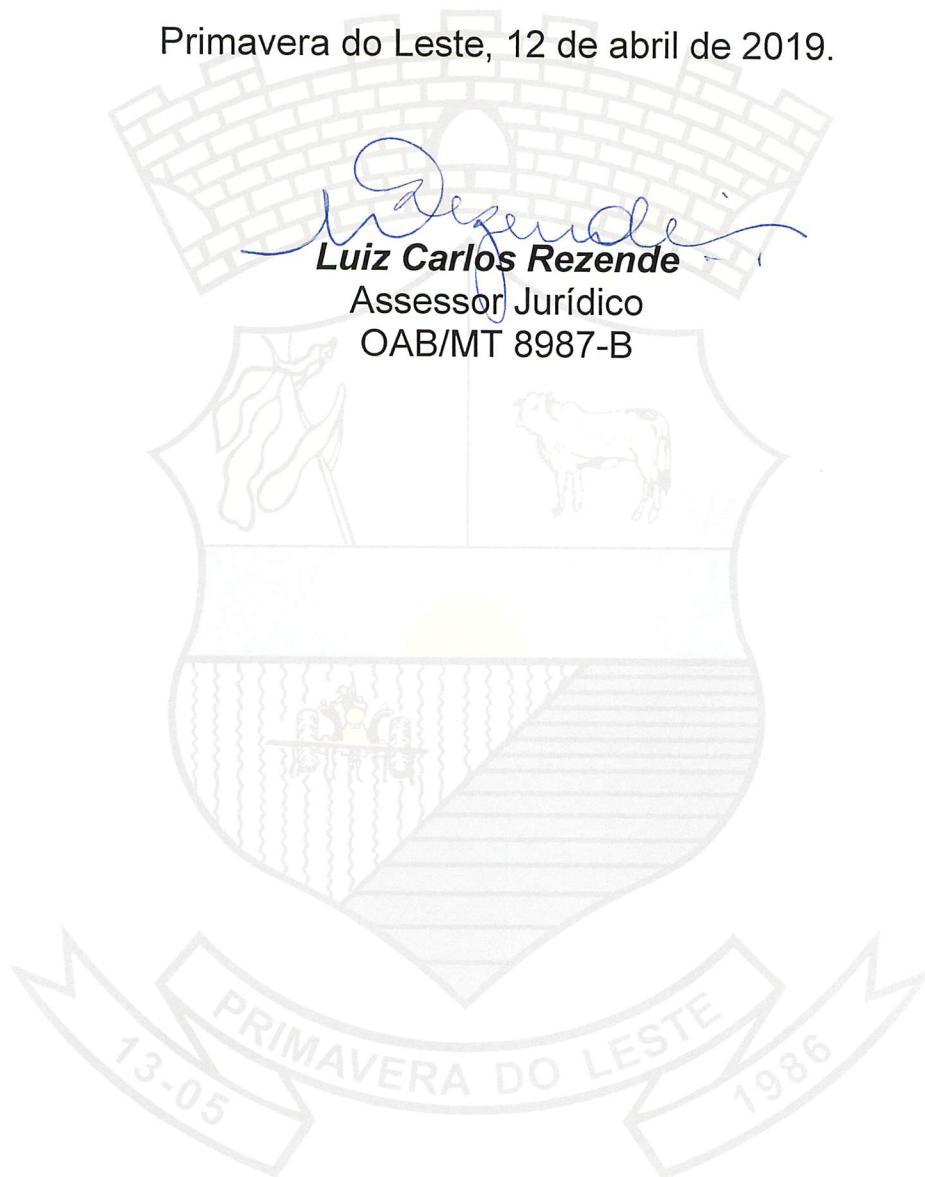 Primavera do Leste, 12 de abril de 2019.
Rezende
Luiz Carlos Rezende
Assessor Jurídico
OAB/MT 8987-B
PRIMAVERA DO LESTE
13-05
1986